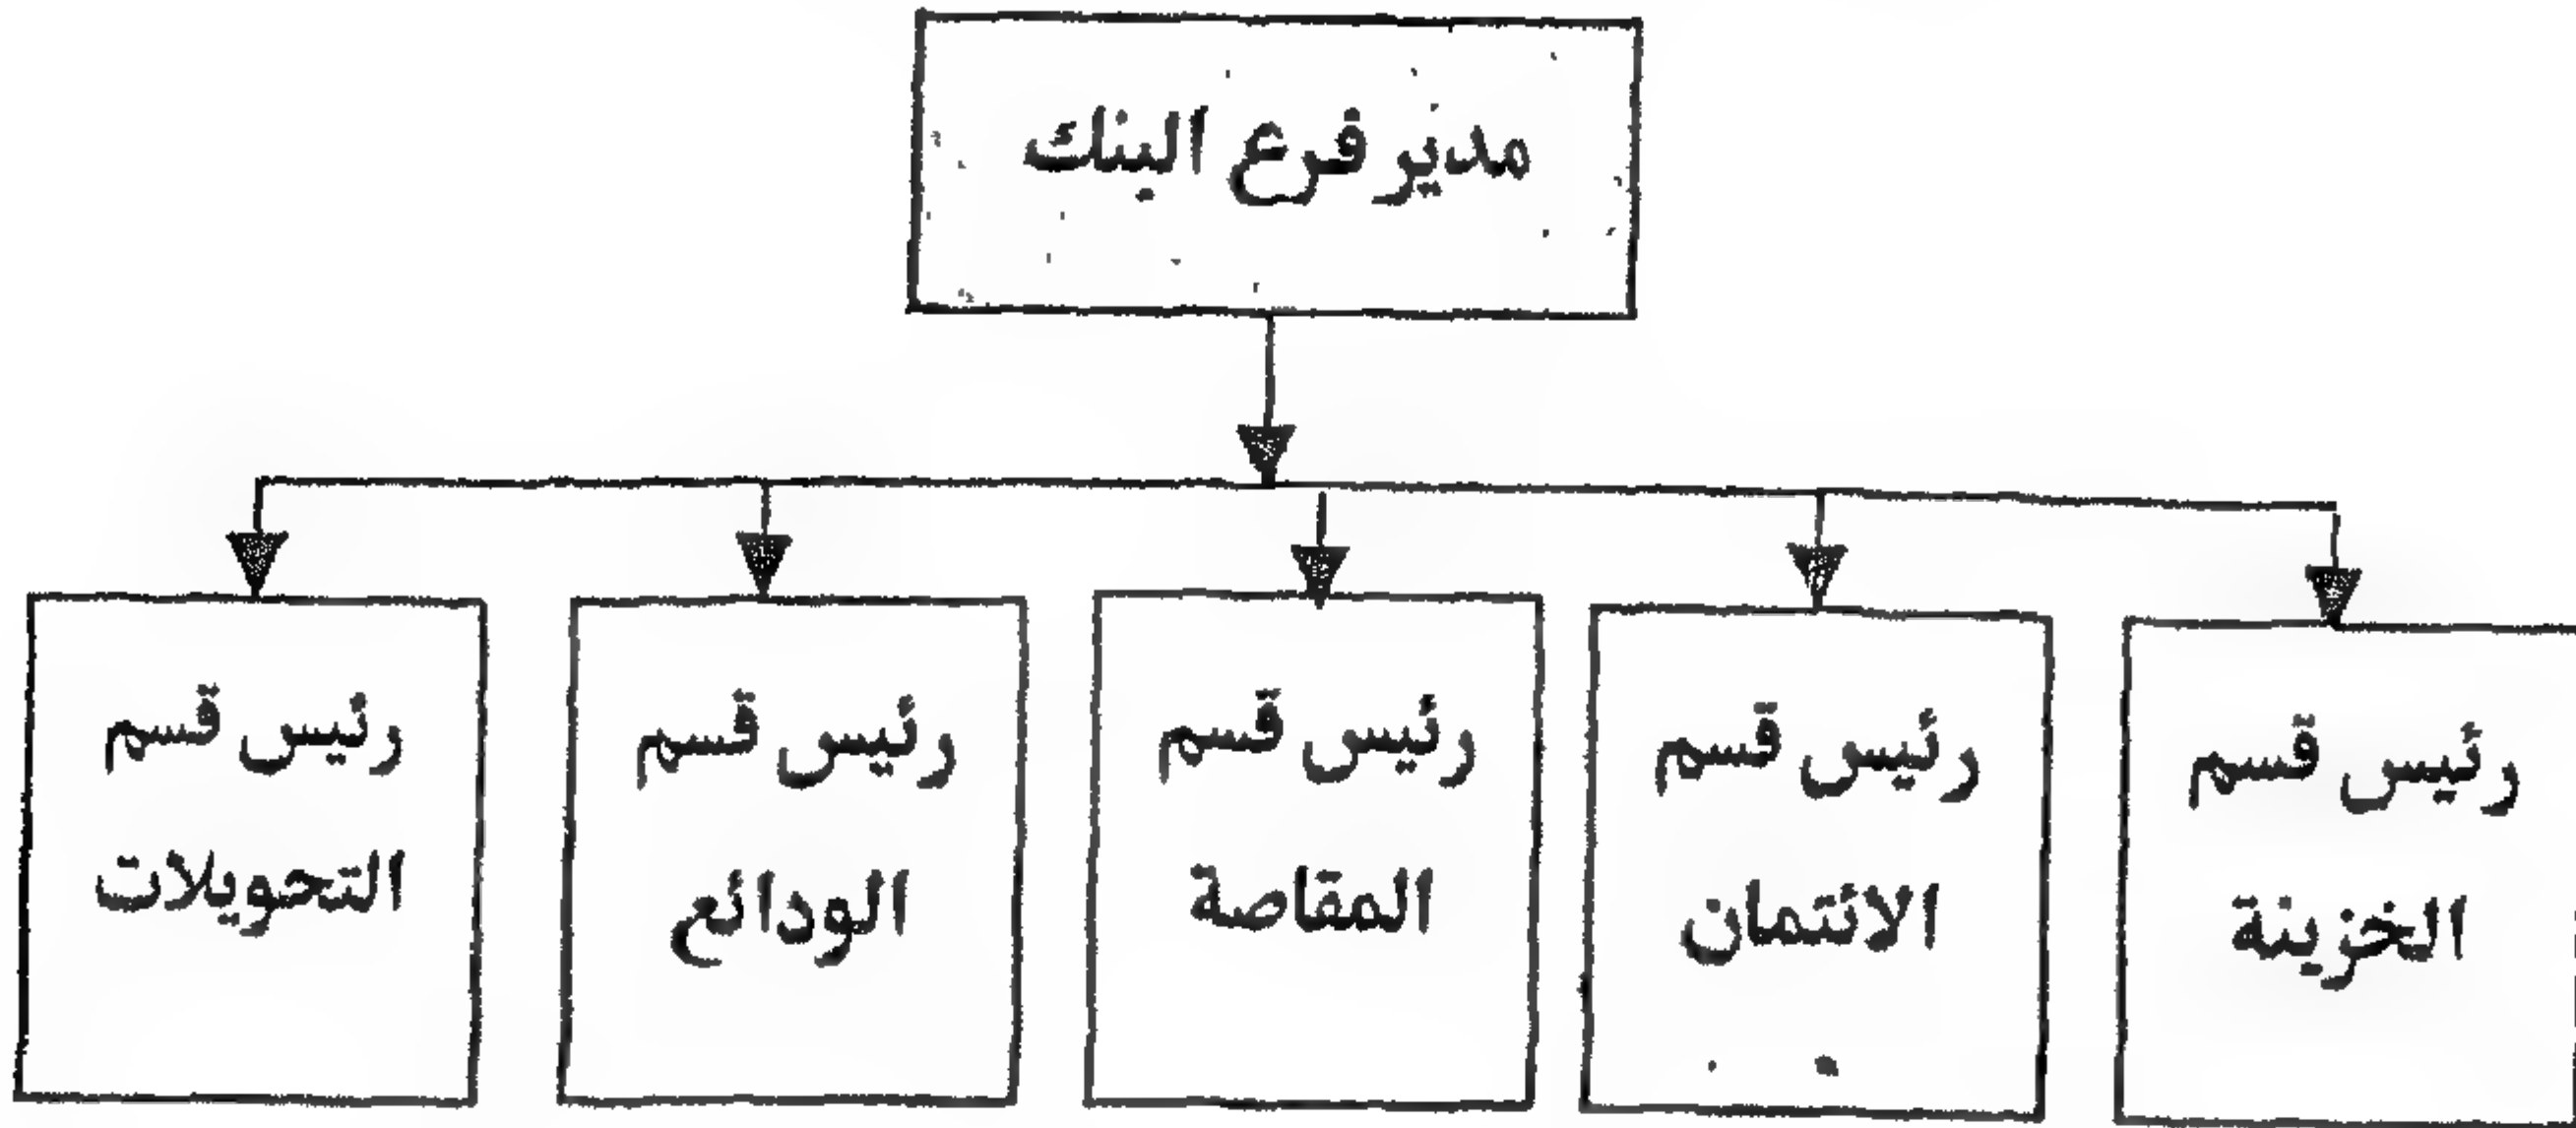 مدير فرع البنك
رئيس قسم
الخزينة
رئيس قسم
الائتمان
رئيس قسم
المقاصة
رئيس قسم
الودائع
رئيس قسم
التحويلات